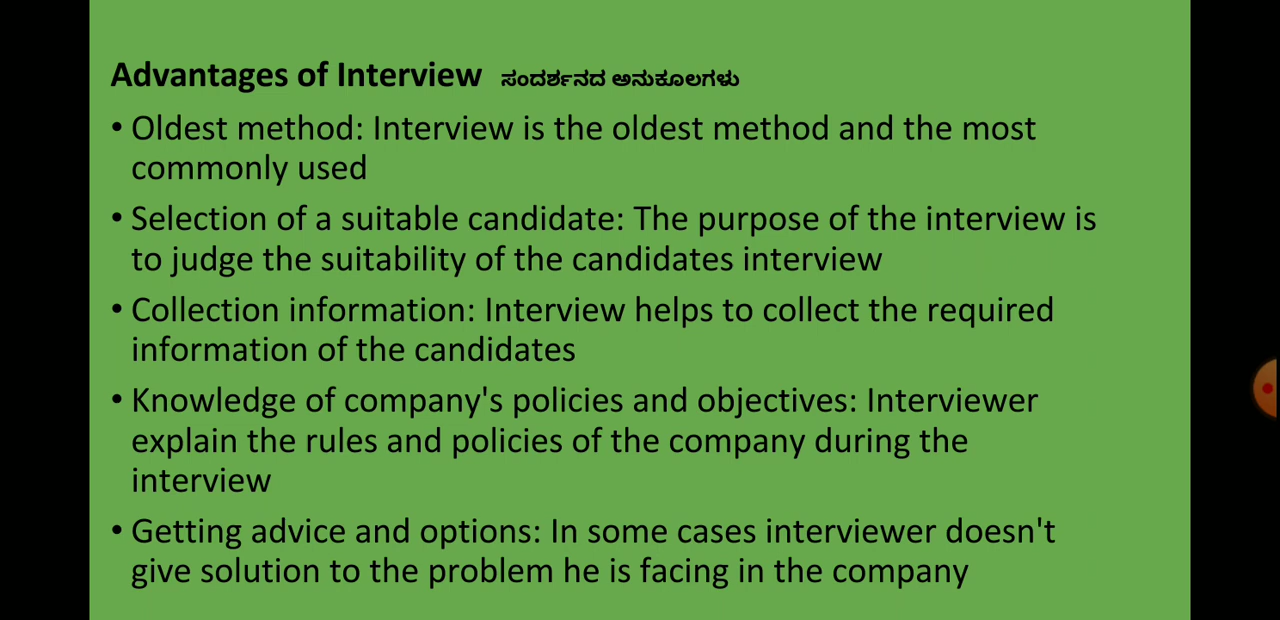 Advantages of Interview ಸಂದರ್ಶನದ ಅನುಕೂಲಗಳು
• Oldest method: Interview is the oldest method and the most
commonly used
• Selection of a suitable candidate: The purpose of the interview is
to judge the suitability of the candidates interview
• Collection information: Interview helps to collect the required
information of the candidates
• Knowledge of company's policies and objectives: Interviewer
explain the rules and policies of the company during the
interview
• Getting advice and options: In some cases interviewer doesn't
give solution to the problem he is facing in the company